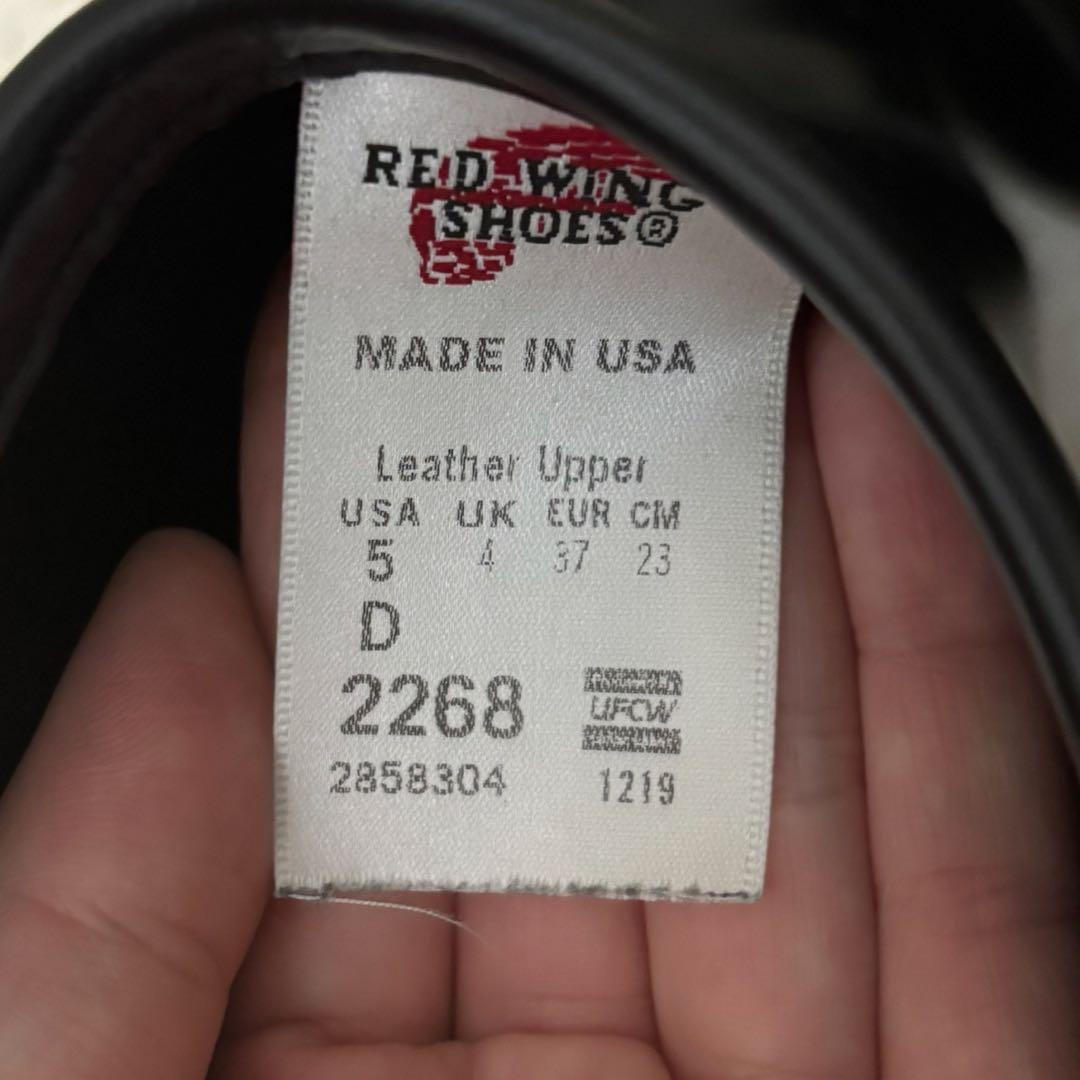 RED WING
SHOES®
MADE IN USA
Leather Upper
USA UK EUR CM
5 4 37 23
D
2268
UFCW
2858304 1219